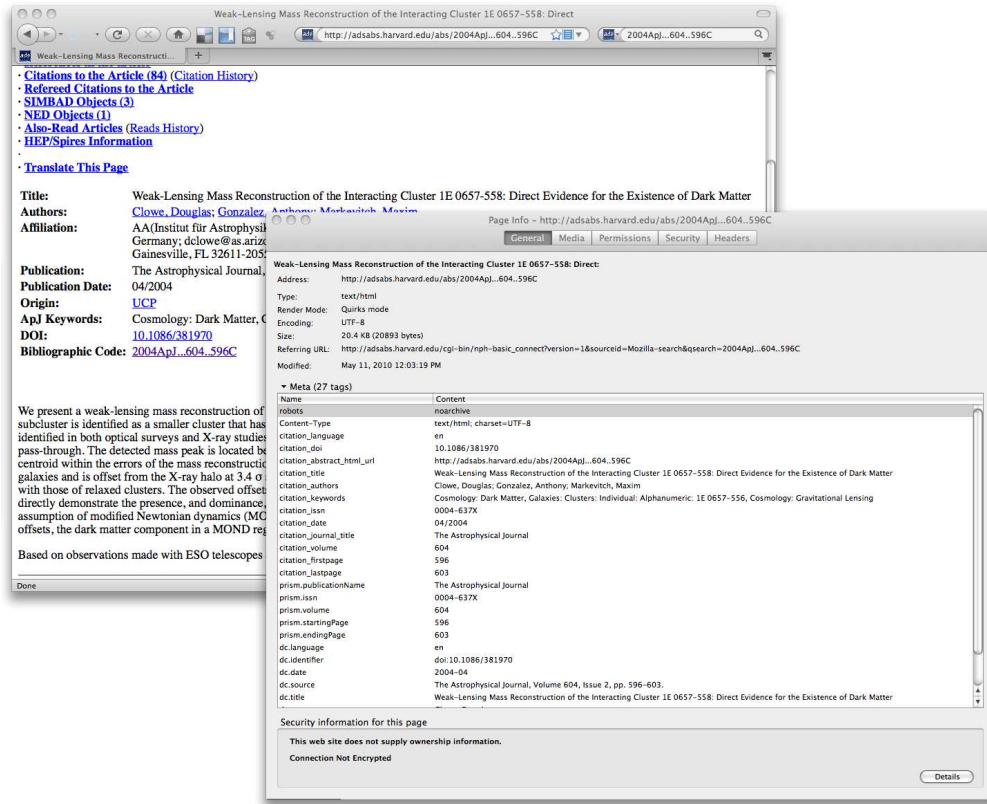 Weak-Lensing Mass Reconstruction of the Interacting Cluster 1E 0657-558: Direct
http://adsabs.harvard.edu/abs/2004ApJ...604..596C
2004ApJ...604..596C
Weak-Lensing Mass Reconstructi...
· Citations to the Article (84) (Citation History)
· Refereed Citations to the Article
· SIMBAD Objects (3)
· NED Objects (1)
· Also-Read Articles (Reads History)
· HEP/Spires Information
·
· Translate This Page
Title: Weak-Lensing Mass Reconstruction of the Interacting Cluster 1E 0657-558: Direct Evidence for the Existence of Dark Matter
Authors: Clowe, Douglas; Gonzalez, Anthony; Markevitch, Maxim
Affiliation: AA(Institut für Astrophysik
Germany; dclowe@as.arizo
Gainesville, FL 32611-2055
Publication: The Astrophysical Journal,
Publication Date: 04/2004
Origin: UCP
ApJ Keywords: Cosmology: Dark Matter,
DOI: 10.1086/381970
Bibliographic Code: 2004ApJ...604..596C
We present a weak-lensing mass reconstruction of
subcluster is identified as a smaller cluster that has
identified in both optical surveys and X-ray studies
pass-through. The detected mass peak is located be
centroid within the errors of the mass reconstructio
galaxies and is offset from the X-ray halo at 3.4 σ
with those of relaxed clusters. The observed offset
directly demonstrate the presence, and dominance,
assumption of modified Newtonian dynamics (MO
offsets, the dark matter component in a MOND reg
Based on observations made with ESO telescopes
Done
Page Info – http://adsabs.harvard.edu/abs/2004ApJ...604..596C
General Media Permissions Security Headers
Weak-Lensing Mass Reconstruction of the Interacting Cluster 1E 0657-558: Direct:
Address: http://adsabs.harvard.edu/abs/2004ApJ...604..596C
Type: text/html
Render Mode: Quirks mode
Encoding: UTF-8
Size: 20.4 KB (20893 bytes)
Referring URL: http://adsabs.harvard.edu/cgi-bin/nph-basic_connect?version=1&sourceid=Mozilla-search&qsearch=2004ApJ...604..596C
Modified: May 11, 2010 12:03:19 PM
▼ Meta (27 tags)
Name Content
robots noarchive
Content-Type text/html; charset=UTF-8
citation_language en
citation_doi 10.1086/381970
citation_abstract_html_url http://adsabs.harvard.edu/abs/2004ApJ...604..596C
citation_title Weak-Lensing Mass Reconstruction of the Interacting Cluster 1E 0657-558: Direct Evidence for the Existence of Dark Matter
citation_authors Clowe, Douglas; Gonzalez, Anthony; Markevitch, Maxim
citation_keywords Cosmology: Dark Matter, Galaxies: Clusters: Individual: Alphanumeric: 1E 0657-556, Cosmology: Gravitational Lensing
citation_issn 0004-637X
citation_date 04/2004
citation_journal_title The Astrophysical Journal
citation_volume 604
citation_firstpage 596
citation_lastpage 603
prism.publicationName The Astrophysical Journal
prism.issn 0004-637X
prism.volume 604
prism.startingPage 596
prism.endingPage 603
dc.language en
dc.identifier doi:10.1086/381970
dc.date 2004-04
dc.source The Astrophysical Journal, Volume 604, Issue 2, pp. 596-603.
dc.title Weak-Lensing Mass Reconstruction of the Interacting Cluster 1E 0657-558: Direct Evidence for the Existence of Dark Matter
Security information for this page
This web site does not supply ownership information.
Connection Not Encrypted
Details